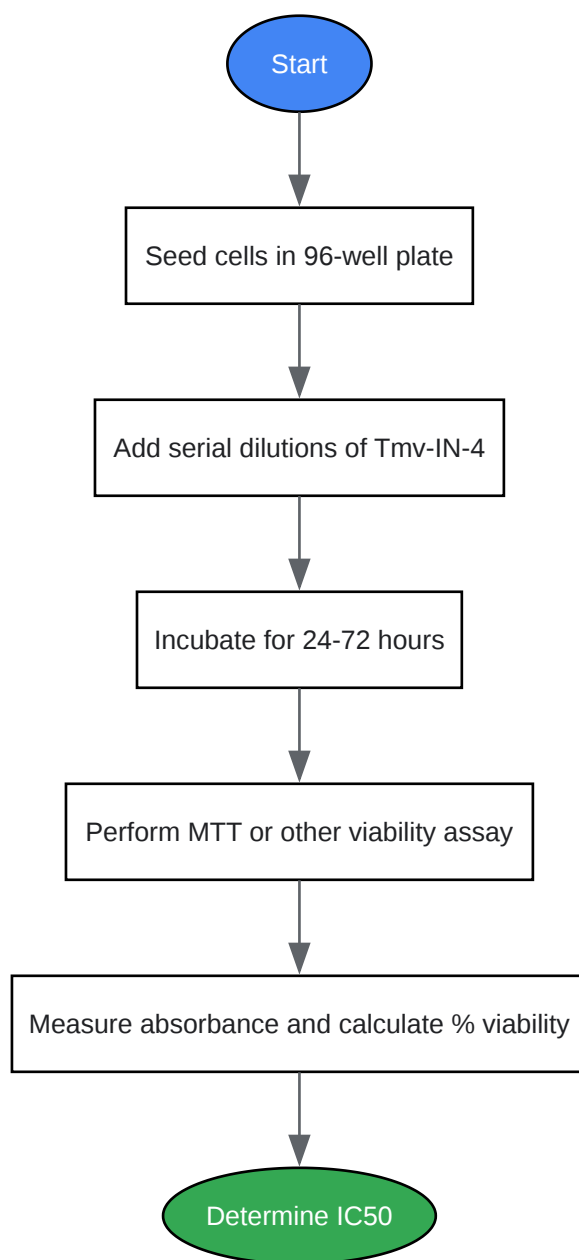 Start
Seed cells in 96-well plate
Add serial dilutions of Tmv-IN-4
Incubate for 24-72 hours
Perform MTT or other viability assay
Measure absorbance and calculate % viability
Determine IC50